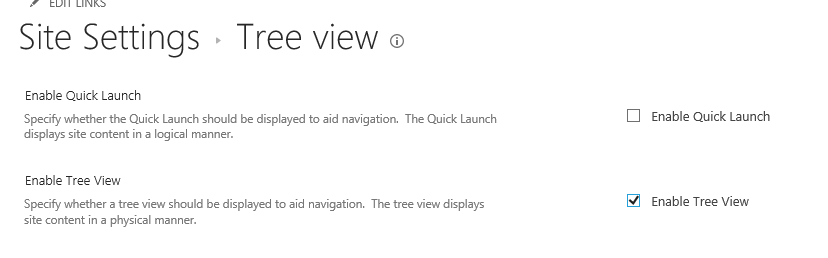 EDIT LINKS
Site Settings ▸ Tree view
Enable Quick Launch
Specify whether the Quick Launch should be displayed to aid navigation. The Quick Launch
displays site content in a logical manner.
Enable Quick Launch
Enable Tree View
Specify whether a tree view should be displayed to aid navigation. The tree view displays
site content in a physical manner.
Enable Tree View